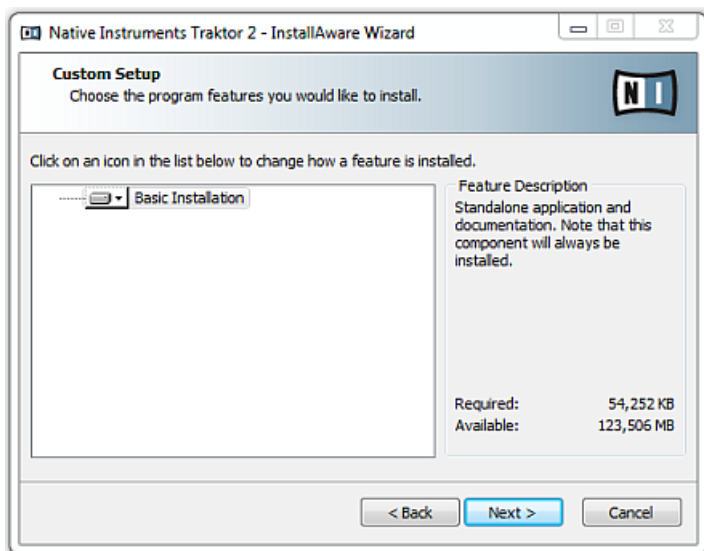 Native Instruments Traktor 2 - InstallAware Wizard
Custom Setup
Choose the program features you would like to install.
NI
Click on an icon in the list below to change how a feature is installed.
Basic Installation
Feature Description
Standalone application and
documentation. Note that this
component will always be
installed.
Required: 54,252 KB
Available: 123,506 MB
< Back Next > Cancel